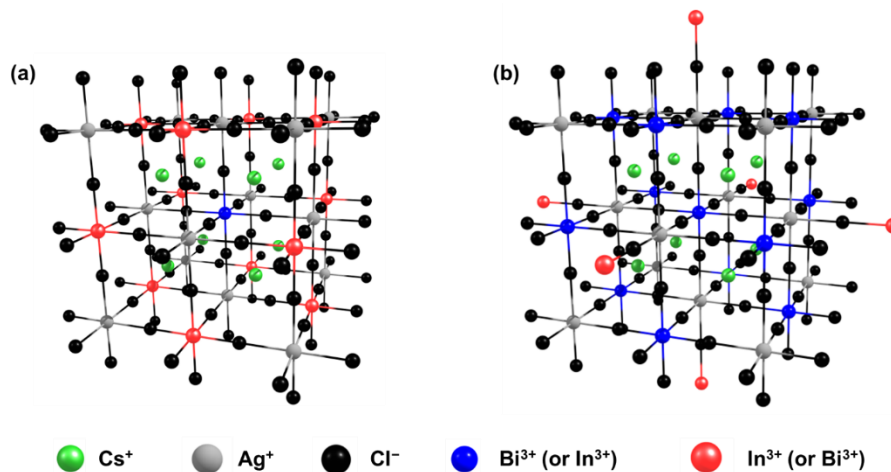 (a)
(b)
Cs⁺
Ag⁺
Cl⁻
Bi³⁺ (or In³⁺)
In³⁺ (or Bi³⁺)